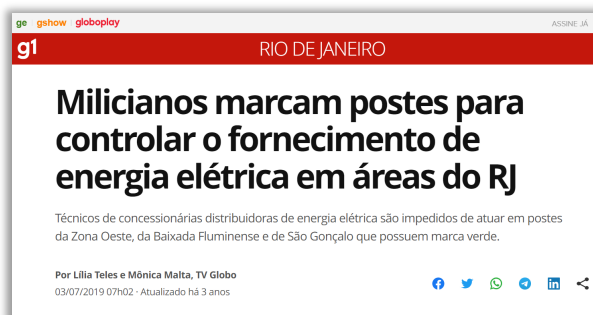 ge gshow globoplay ASSINE JÁ
g1 RIO DE JANEIRO
Milicianos marcam postes para
controlar o fornecimento de
energia elétrica em áreas do RJ
Técnicos de concessionárias distribuidoras de energia elétrica são impedidos de atuar em postes
da Zona Oeste, da Baixada Fluminense e de São Gonçalo que possuem marca verde.
Por Lília Teles e Mônica Malta, TV Globo
03/07/2019 07h02 · Atualizado há 3 anos